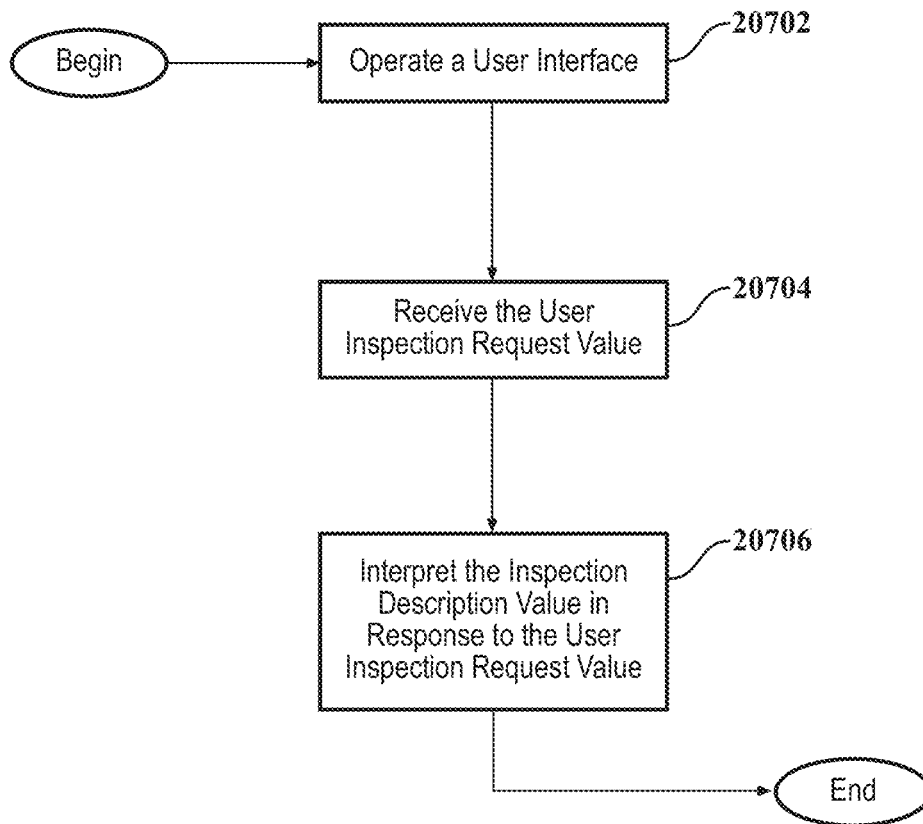 Begin
Operate a User Interface
20702
Receive the User
Inspection Request Value
20704
Interpret the Inspection
Description Value in
Response to the User
Inspection Request Value
20706
End